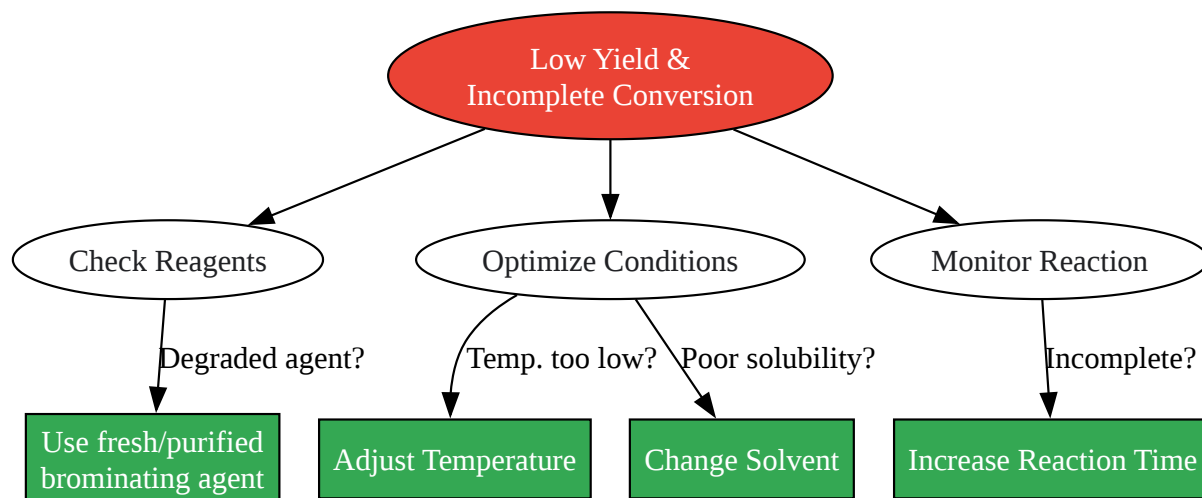 Low Yield &
Incomplete Conversion
Check Reagents
Optimize Conditions
Monitor Reaction
Degraded agent?
Temp. too low?
Poor solubility?
Incomplete?
Use fresh/purified
brominating agent
Adjust Temperature
Change Solvent
Increase Reaction Time